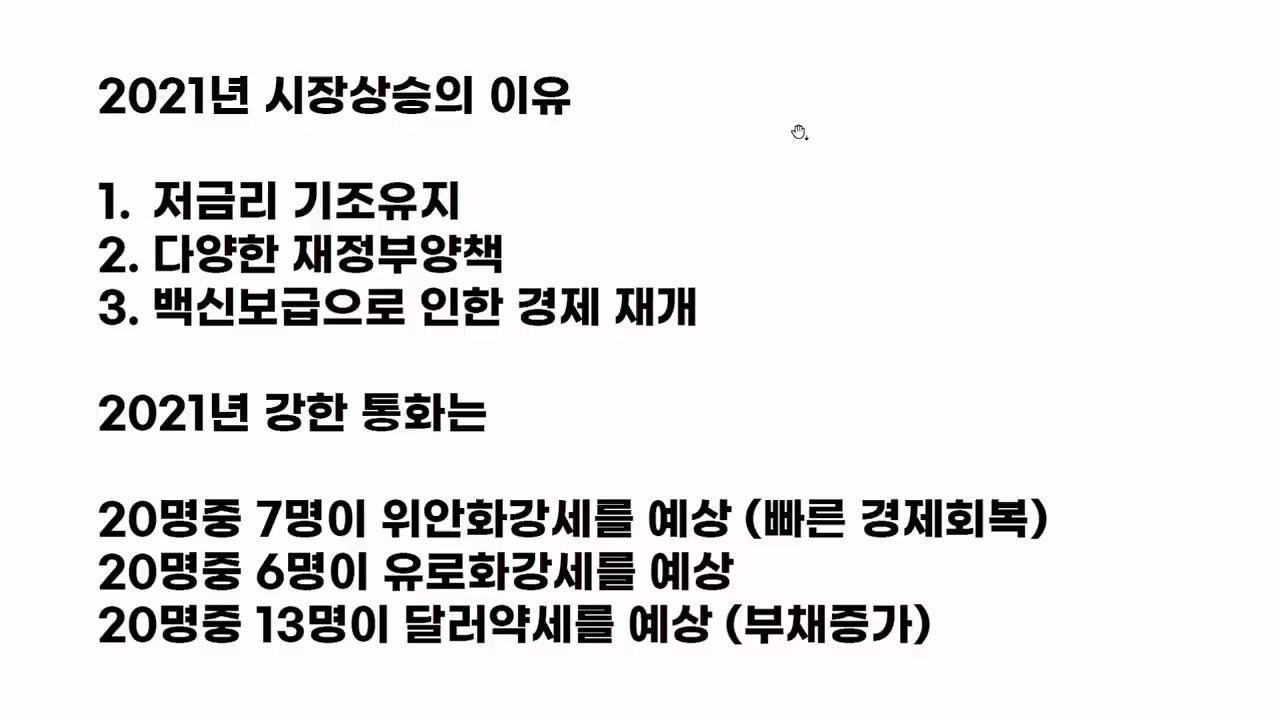 2021년 시장상승의 이유
1. 저금리 기조유지
2. 다양한 재정부양책
3. 백신보급으로 인한 경제 재개
2021년 강한 통화는
20명중 7명이 위안화강세를 예상 (빠른 경제회복)
20명중 6명이 유로화강세를 예상
20명중 13명이 달러약세를 예상 (부채증가)